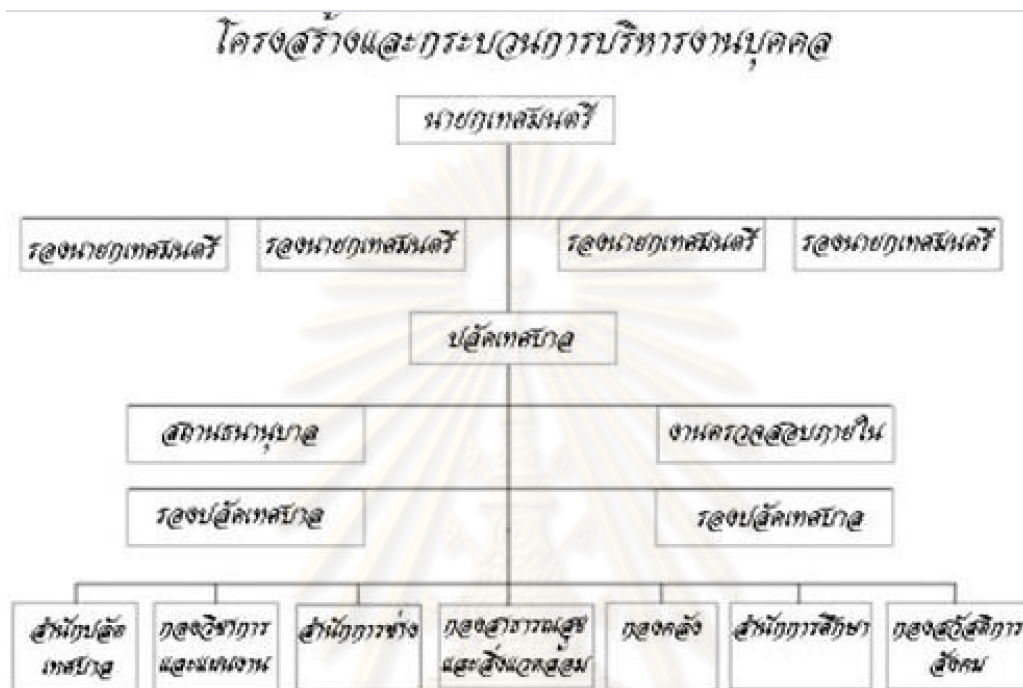 โครงสร้างและกระบวนการบริหารงานบุคคล
นายกเทศมนตรี
รองนายกเทศมนตรี
รองนายกเทศมนตรี
รองนายกเทศมนตรี
รองนายกเทศมนตรี
ปลัดเทศบาล
สถานธนานุบาล
งานตรวจสอบภายใน
รองปลัดเทศบาล
รองปลัดเทศบาล
สำนักปลัด
เทศบาล
กองวิชาการ
และแผนงาน
สำนักการช่าง
กองสาธารณสุข
และสิ่งแวดล้อม
กองคลัง
สำนักการศึกษา
กองสวัสดิการ
สังคม